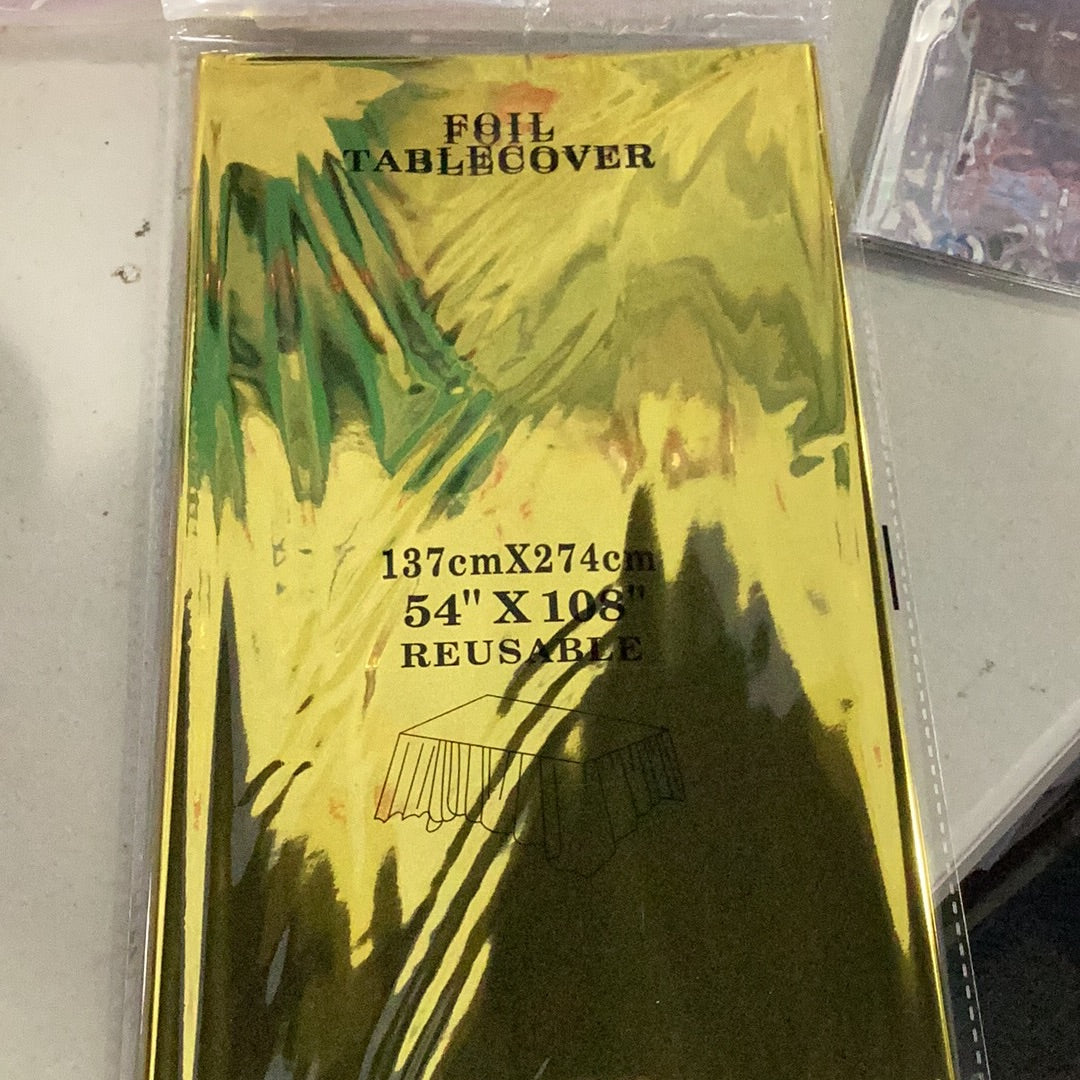 FOIL
TABLECOVER
137cmX274cm
54" X 108"
REUSABLE